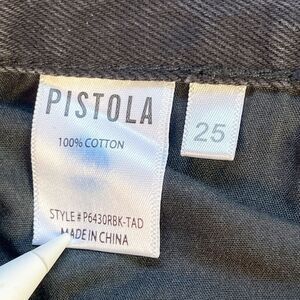 PISTOLA
100% COTTON
STYLE # P6430RBK-TAD
MADE IN CHINA
25